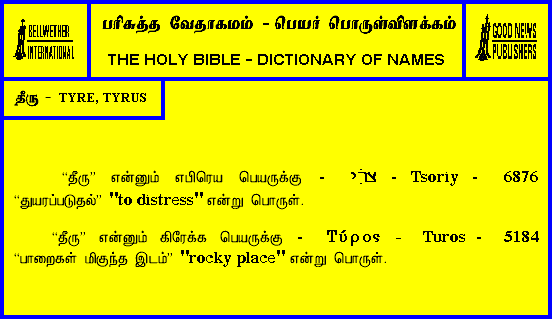 BELLWETHER
INTERNATIONAL
பரிசுத்த வேதாகமம் - பெயர் பொருள்விளக்கம்
THE HOLY BIBLE - DICTIONARY OF NAMES
GOOD NEWS
PUBLISHERS
தீரு - TYRE, TYRUS
“தீரு” என்னும் எபிரெய பெயருக்கு - צֹרִי - Tsoriy - 6876
“துயரப்படுதல்” "to distress" என்று பொருள்.
“தீரு” என்னும் கிரேக்க பெயருக்கு - Τύρος - Turos - 5184
“பாறைகள் மிகுந்த இடம்” "rocky place" என்று பொருள்.